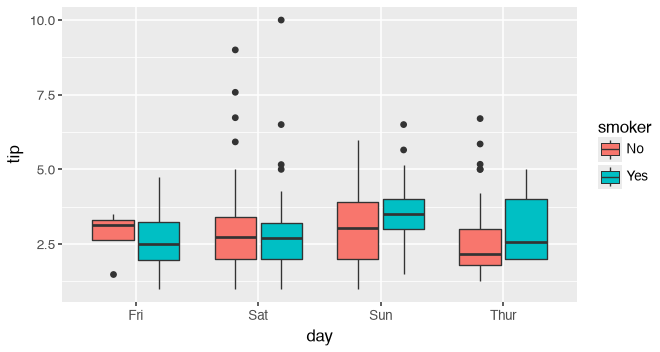 10.0
7.5
5.0
2.5
tip
Fri
Sat
Sun
Thur
day
smoker
No
Yes